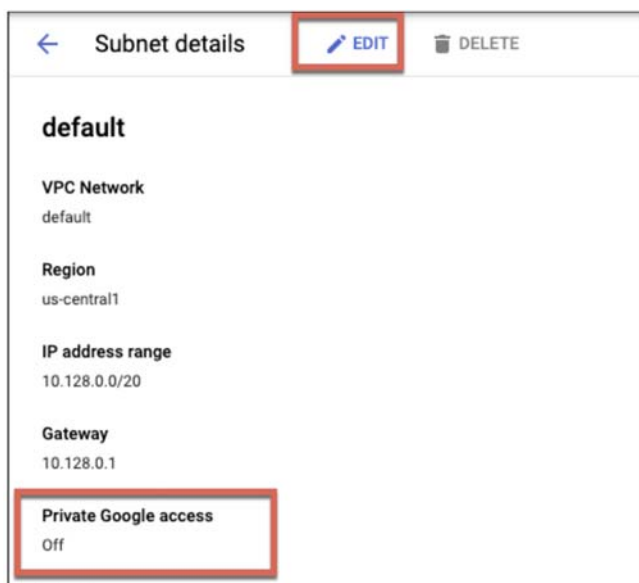 Subnet details EDIT DELETE
default
VPC Network
default
Region
us-central1
IP address range
10.128.0.0/20
Gateway
10.128.0.1
Private Google access
Off